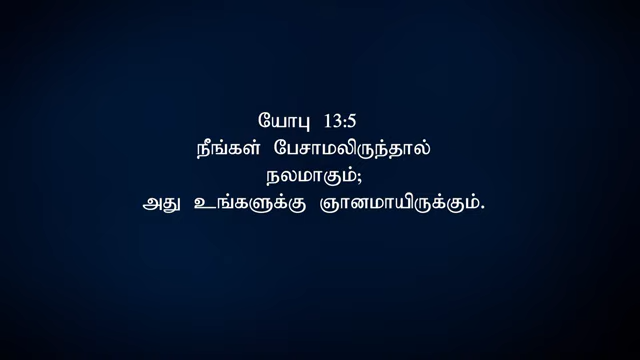 யோபு 13:5
நீங்கள் பேசாமலிருந்தால்
நலமாகும்;
அது உங்களுக்கு ஞானமாயிருக்கும்.